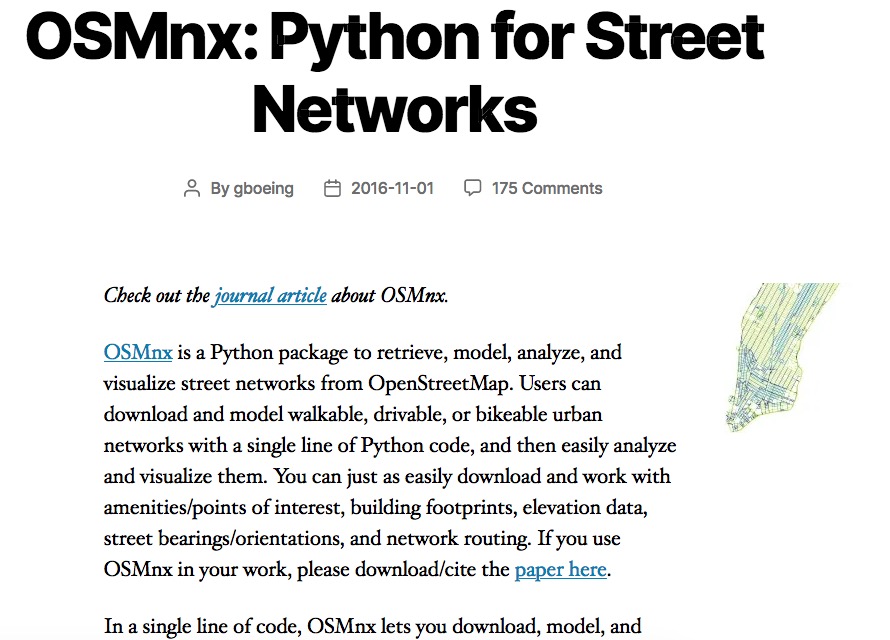 OSMnx: Python for Street
Networks
By gboeing 2016-11-01 175 Comments
Check out the journal article about OSMnx.
OSMnx is a Python package to retrieve, model, analyze, and
visualize street networks from OpenStreetMap. Users can
download and model walkable, drivable, or bikeable urban
networks with a single line of Python code, and then easily analyze
and visualize them. You can just as easily download and work with
amenities/points of interest, building footprints, elevation data,
street bearings/orientations, and network routing. If you use
OSMnx in your work, please download/cite the paper here.
In a single line of code, OSMnx lets you download, model, and